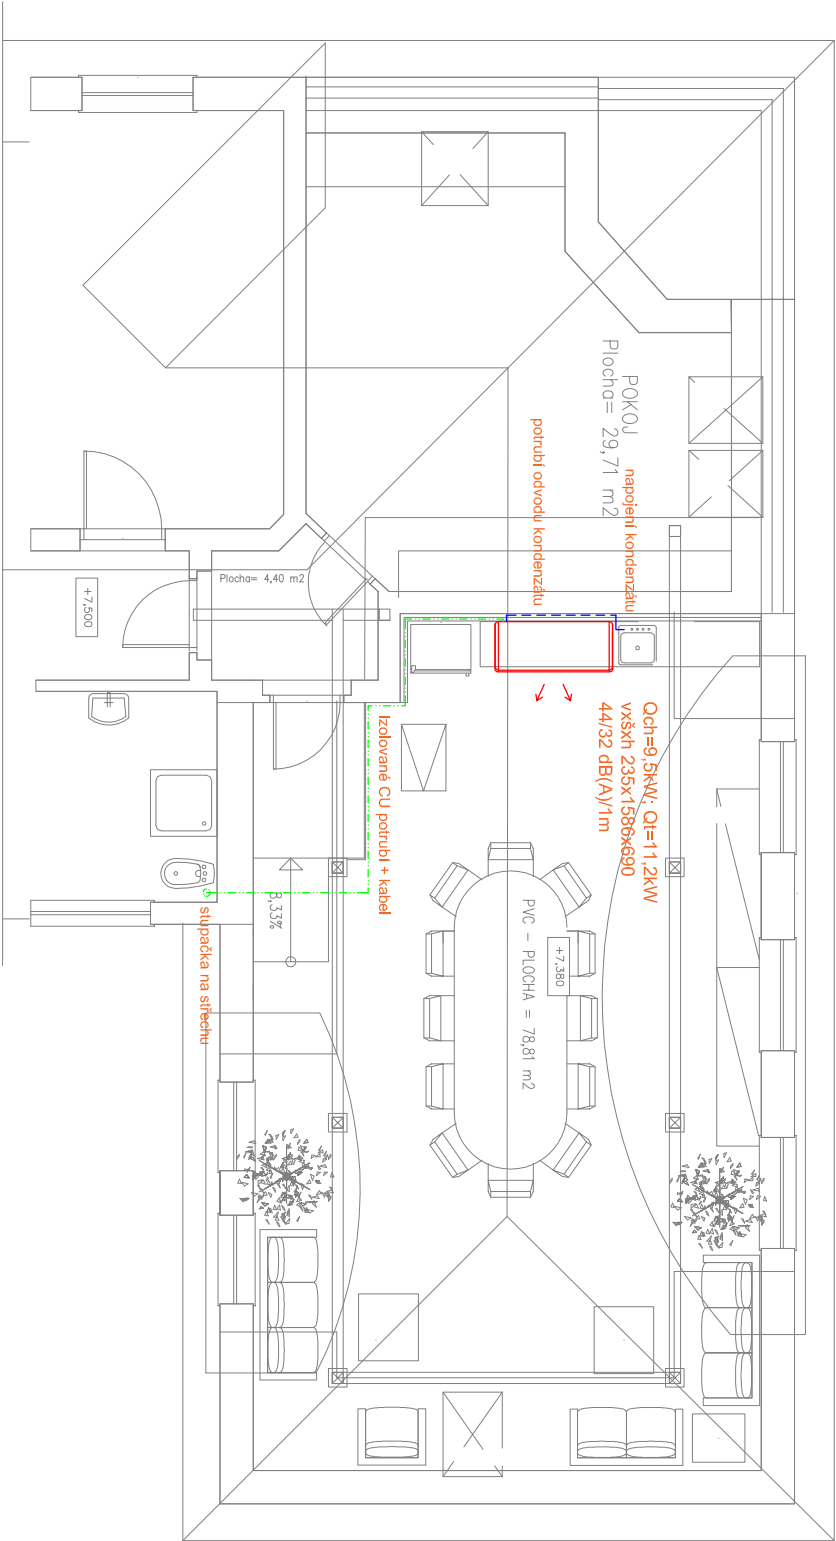 POKOJ
Plocha= 29,71 m2
napojení kondenzátu
potrubí odvodu kondenzátu
Plocha= 4,40 m2
+7,500
Qch=9,5kW; Qt=11,2kW
vxšxh 235x1586x690
44/32 dB(A)/1m
Izolované CU potrubí + kabel
8,33%
stupačka na střechu
+7,380
PVC - PLOCHA = 78,81 m2